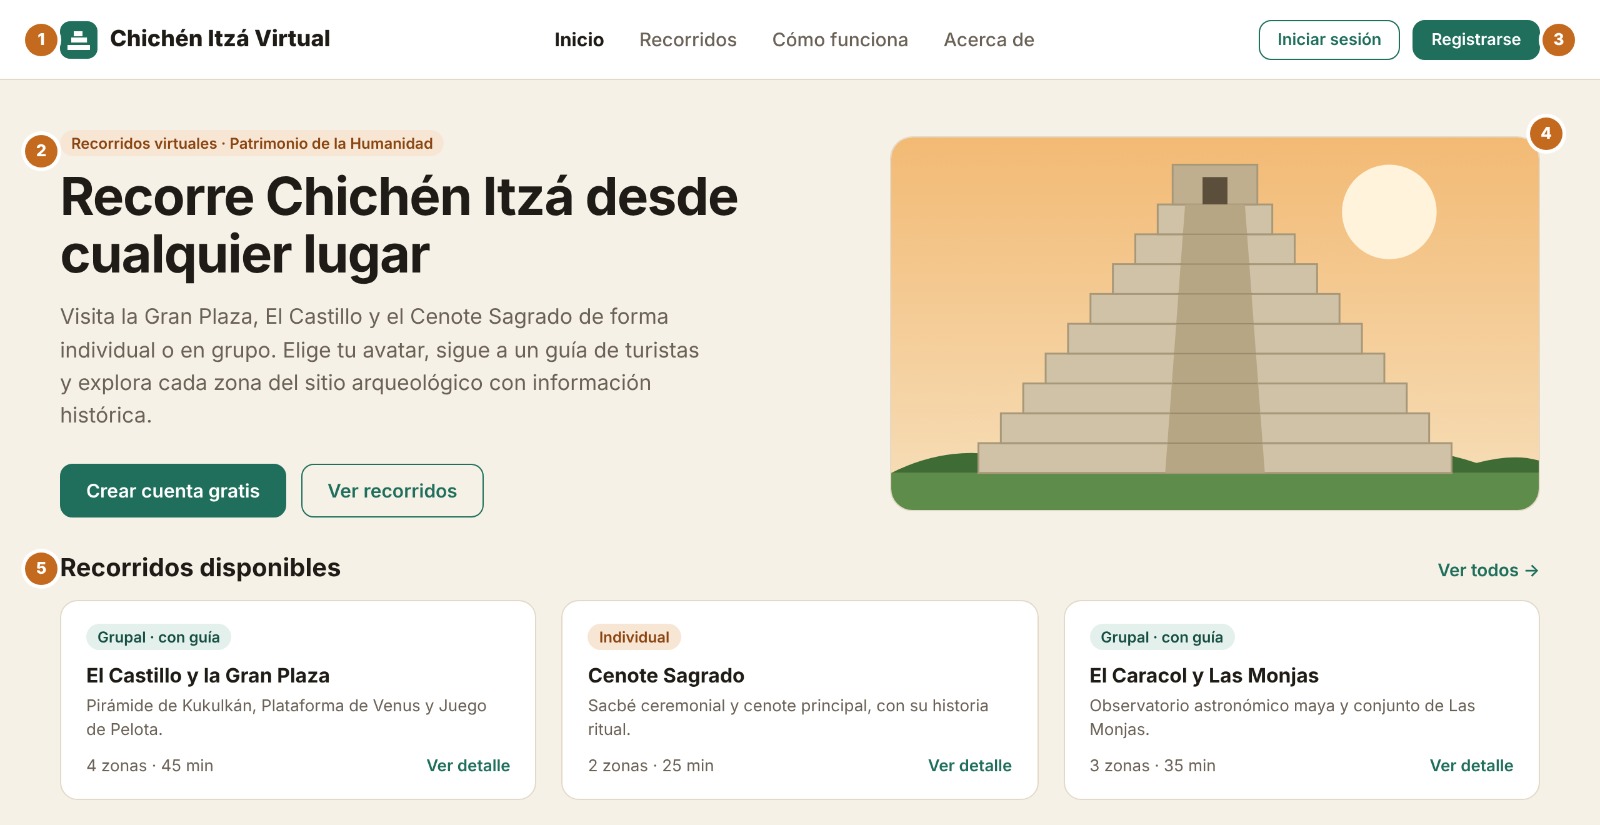 1
Chichén Itzá Virtual
Inicio
Recorridos
Cómo funciona
Acerca de
Iniciar sesión
Registrarse
3
2
Recorridos virtuales · Patrimonio de la Humanidad
Recorre Chichén Itzá desde
cualquier lugar
Visita la Gran Plaza, El Castillo y el Cenote Sagrado de forma
individual o en grupo. Elige tu avatar, sigue a un guía de turistas
y explora cada zona del sitio arqueológico con información
histórica.
Crear cuenta gratis
Ver recorridos
4
5
Recorridos disponibles
Ver todos →
Grupal · con guía
El Castillo y la Gran Plaza
Pirámide de Kukulkán, Plataforma de Venus y Juego
de Pelota.
4 zonas · 45 min
Ver detalle
Individual
Cenote Sagrado
Sacbé ceremonial y cenote principal, con su historia
ritual.
2 zonas · 25 min
Ver detalle
Grupal · con guía
El Caracol y Las Monjas
Observatorio astronómico maya y conjunto de Las
Monjas.
3 zonas · 35 min
Ver detalle